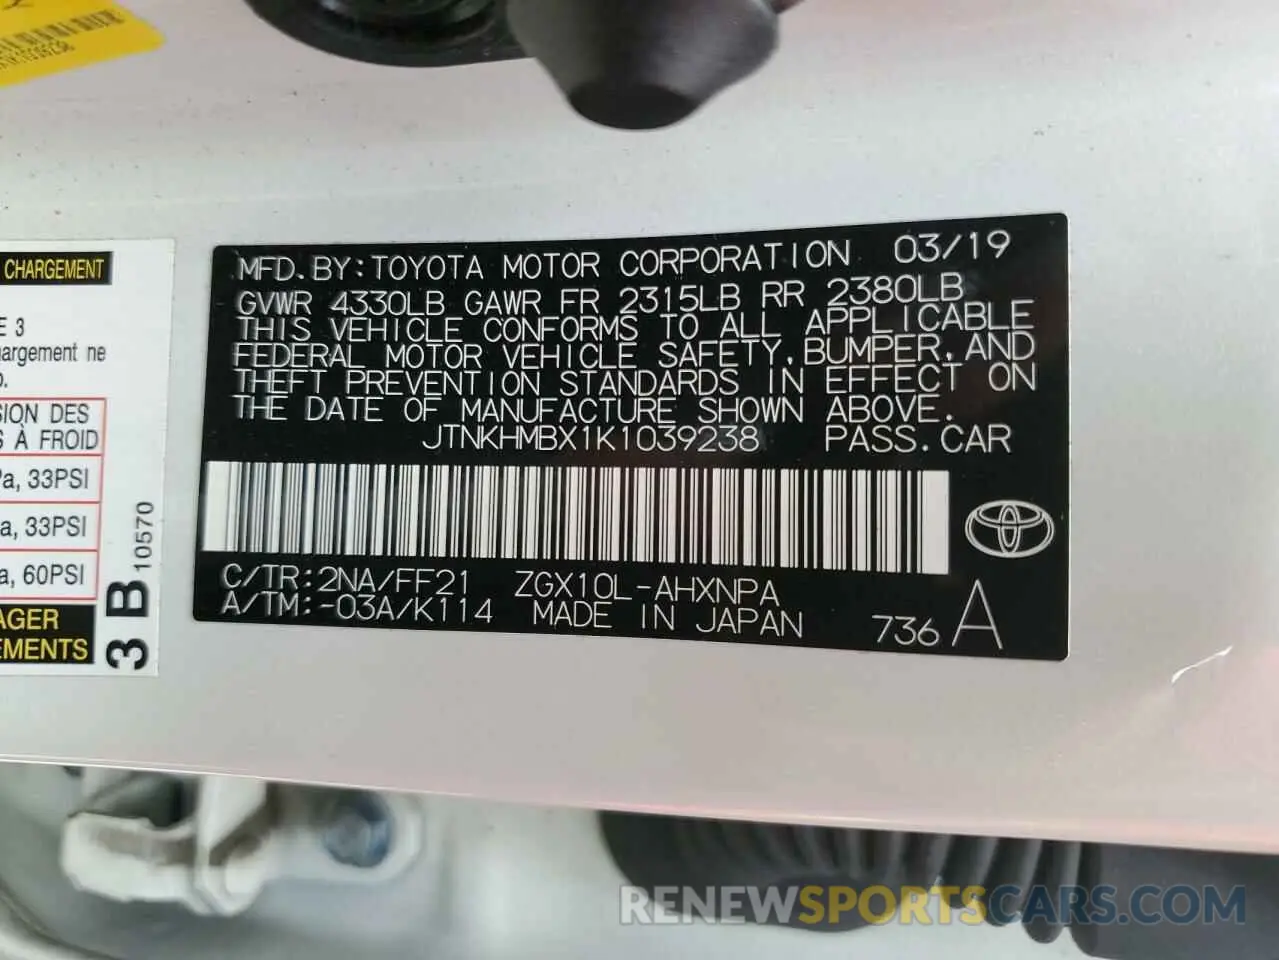 MFD.BY:TOYOTA MOTOR CORPORATION 03/19
GVWR 4330LB GAWR FR 2315LB RR 2380LB
THIS VEHICLE CONFORMS TO ALL APPLICABLE
FEDERAL MOTOR VEHICLE SAFETY,BUMPER,AND
THEFT PREVENTION STANDARDS IN EFFECT ON
THE DATE OF MANUFACTURE SHOWN ABOVE.
JTNKHMBX1K1039238 PASS.CAR
C/TR:2NA/FF21 ZGX10L-AHXNPA
A/TM:-03A/K114 MADE IN JAPAN 736 A
CHARGEMENT
E 3
argement ne
SION DES
À FROID
a, 33PSI
a, 33PSI
a, 60PSI
AGER
EMENTS
3 B 10570
RENEWSPORTSCARS.COM